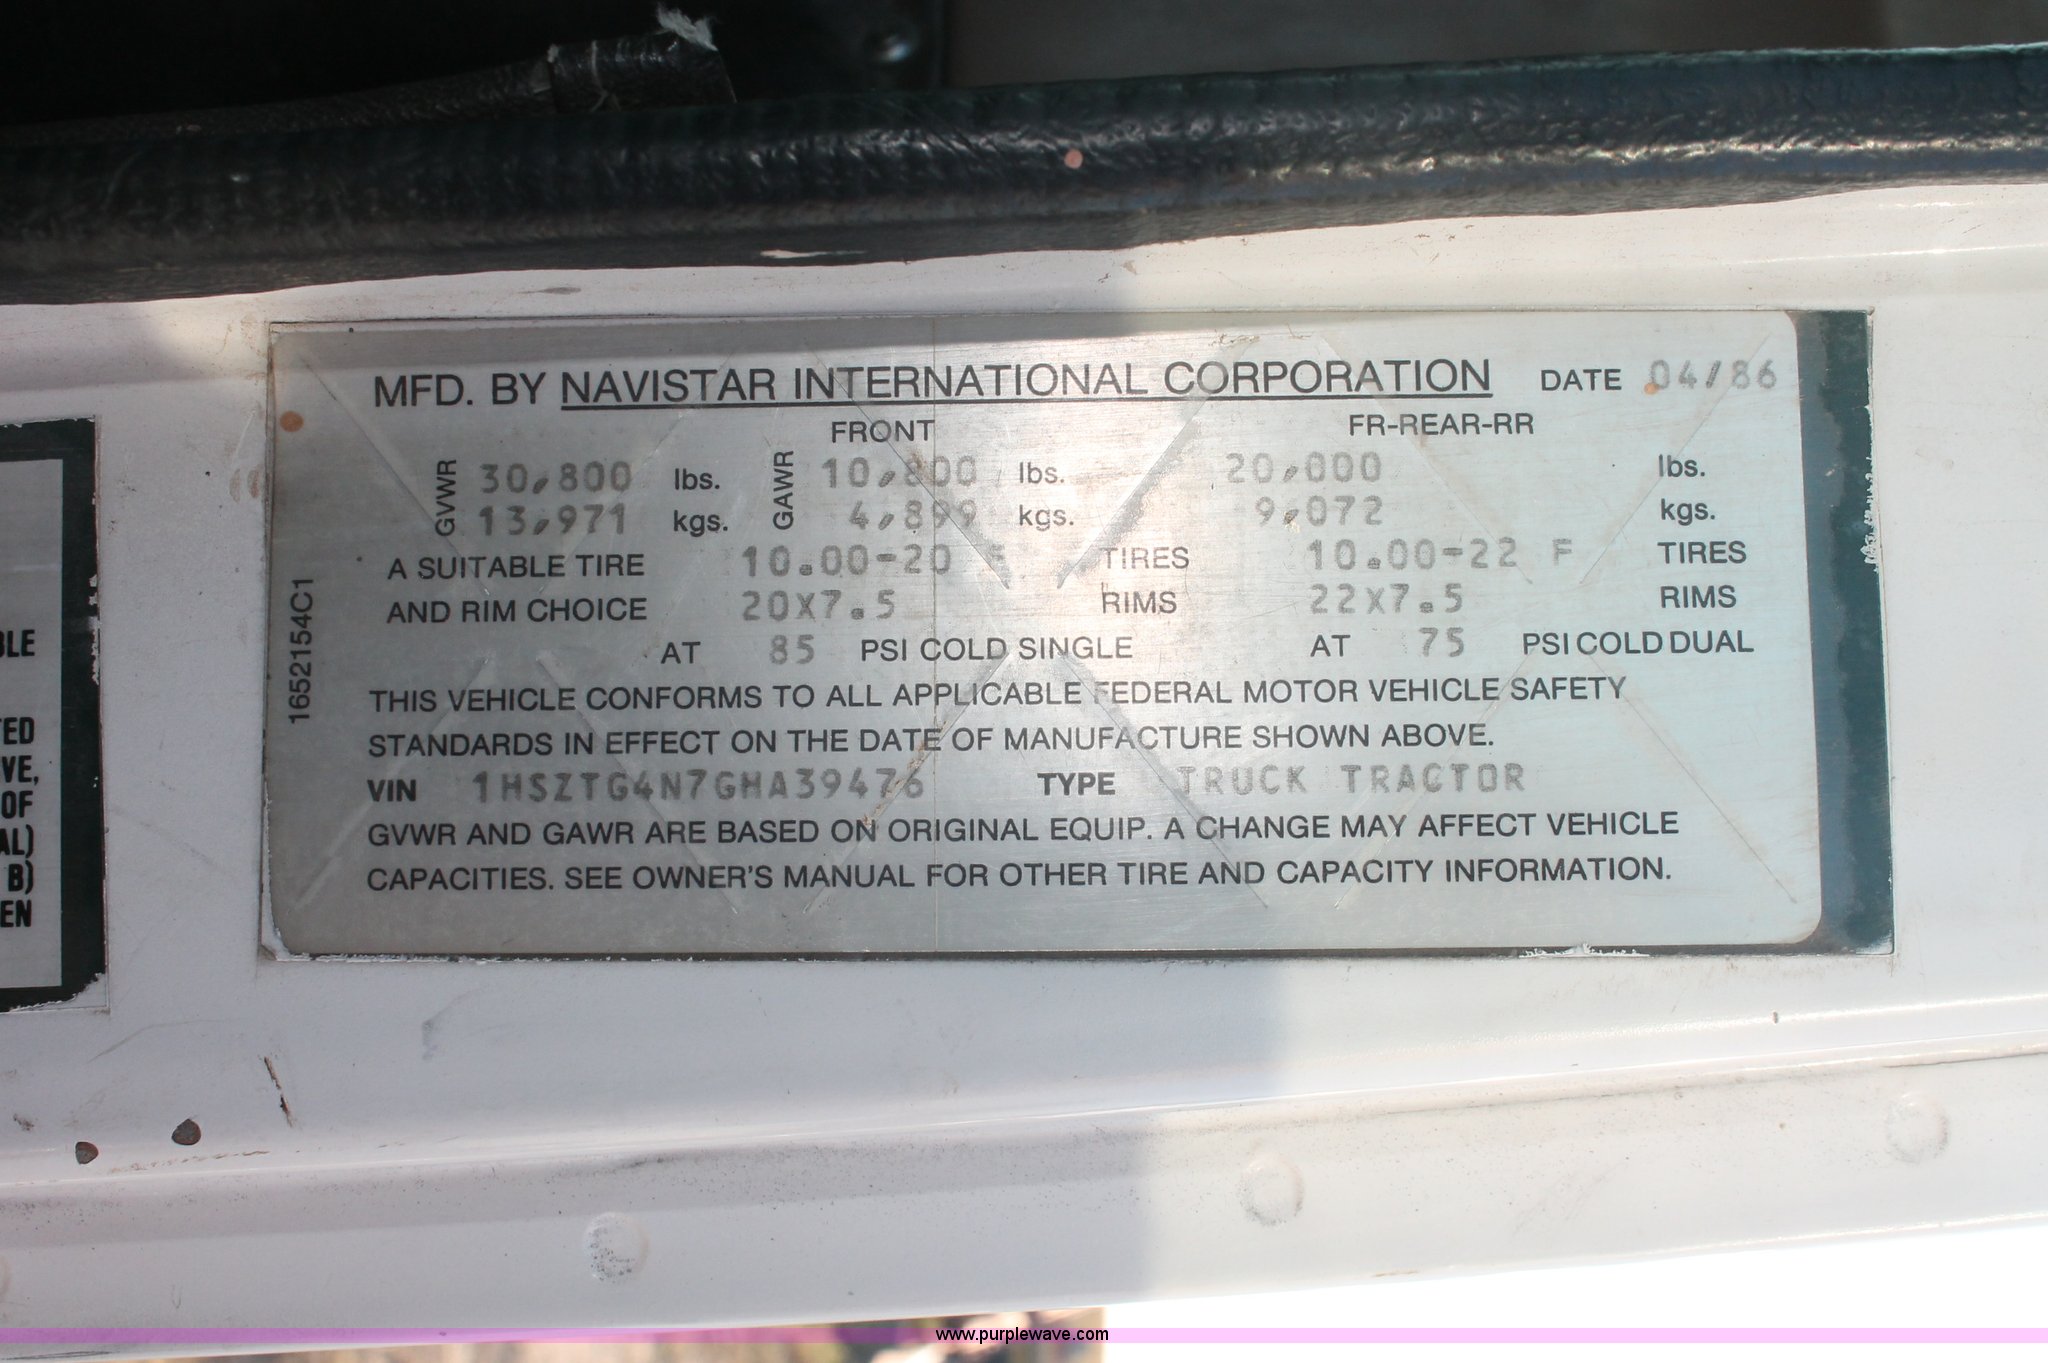 MFD. BY NAVISTAR INTERNATIONAL CORPORATION DATE 04/86
FRONT FR-REAR-RR
GVWR 30,800 lbs. GAWR 10,800 lbs. 20,000 lbs.
13,971 kgs. 4,899 kgs. 9,072 kgs.
A SUITABLE TIRE 10.00-20 TIRES 10.00-22 F TIRES
AND RIM CHOICE 20X7.5 RIMS 22X7.5 RIMS
AT 85 PSI COLD SINGLE AT 75 PSI COLD DUAL
THIS VEHICLE CONFORMS TO ALL APPLICABLE FEDERAL MOTOR VEHICLE SAFETY
STANDARDS IN EFFECT ON THE DATE OF MANUFACTURE SHOWN ABOVE.
VIN 1HSZTG4N7GHA39476 TYPE TRUCK TRACTOR
GVWR AND GAWR ARE BASED ON ORIGINAL EQUIP. A CHANGE MAY AFFECT VEHICLE
CAPACITIES. SEE OWNER'S MANUAL FOR OTHER TIRE AND CAPACITY INFORMATION.
1652154C1
OF
B)
www.purplewave.com